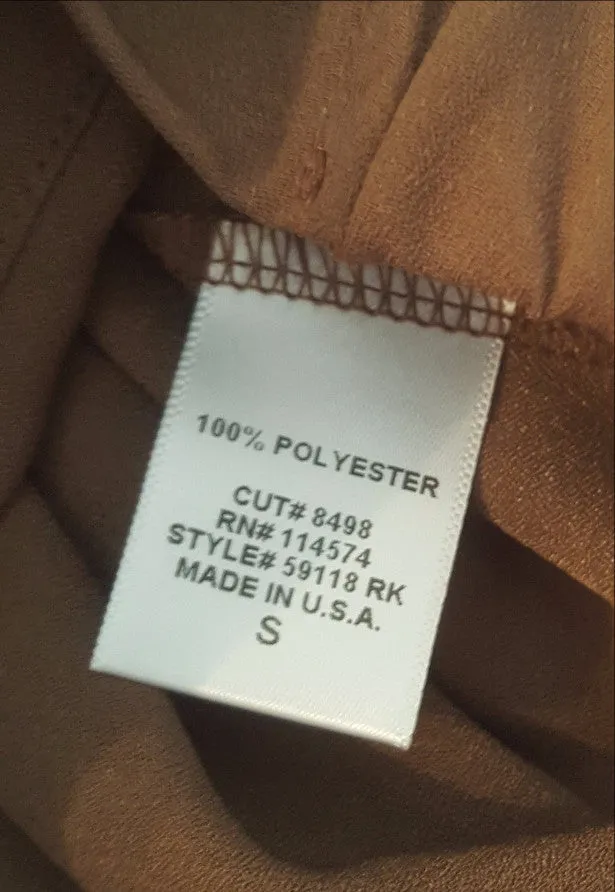 100% POLYESTER
CUT# 8498
RN# 114574
STYLE# 59118 RK
MADE IN U.S.A.
S